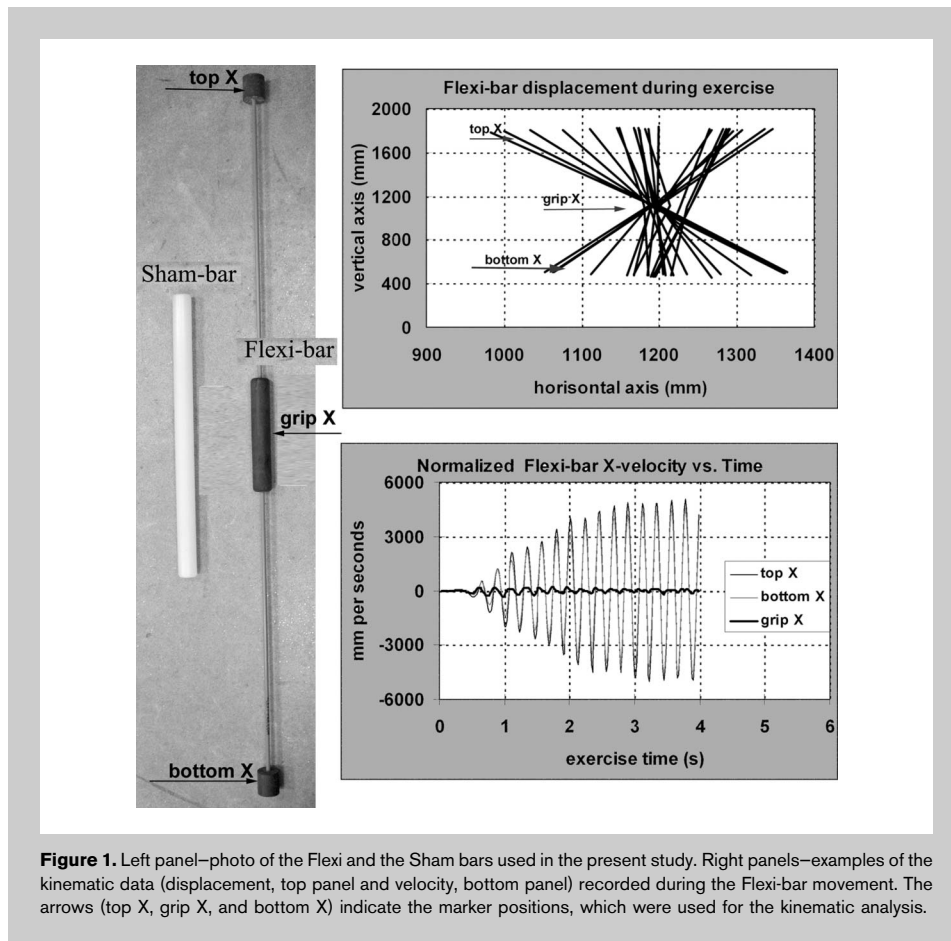 top X
Sham-bar
Flexi-bar
grip X
bottom X
Flexi-bar displacement during exercise
vertical axis (mm)
2000
1600
1200
800
400
0
top X
grip X
bottom X
900 1000 1100 1200 1300 1400
horisontal axis (mm)
Normalized Flexi-bar X-velocity vs. Time
mm per seconds
6000
3000
0
-3000
-6000
top X
bottom X
grip X
0 1 2 3 4 5 6
exercise time (s)
Figure 1. Left panel–photo of the Flexi and the Sham bars used in the present study. Right panels–examples of the
kinematic data (displacement, top panel and velocity, bottom panel) recorded during the Flexi-bar movement. The
arrows (top X, grip X, and bottom X) indicate the marker positions, which were used for the kinematic analysis.